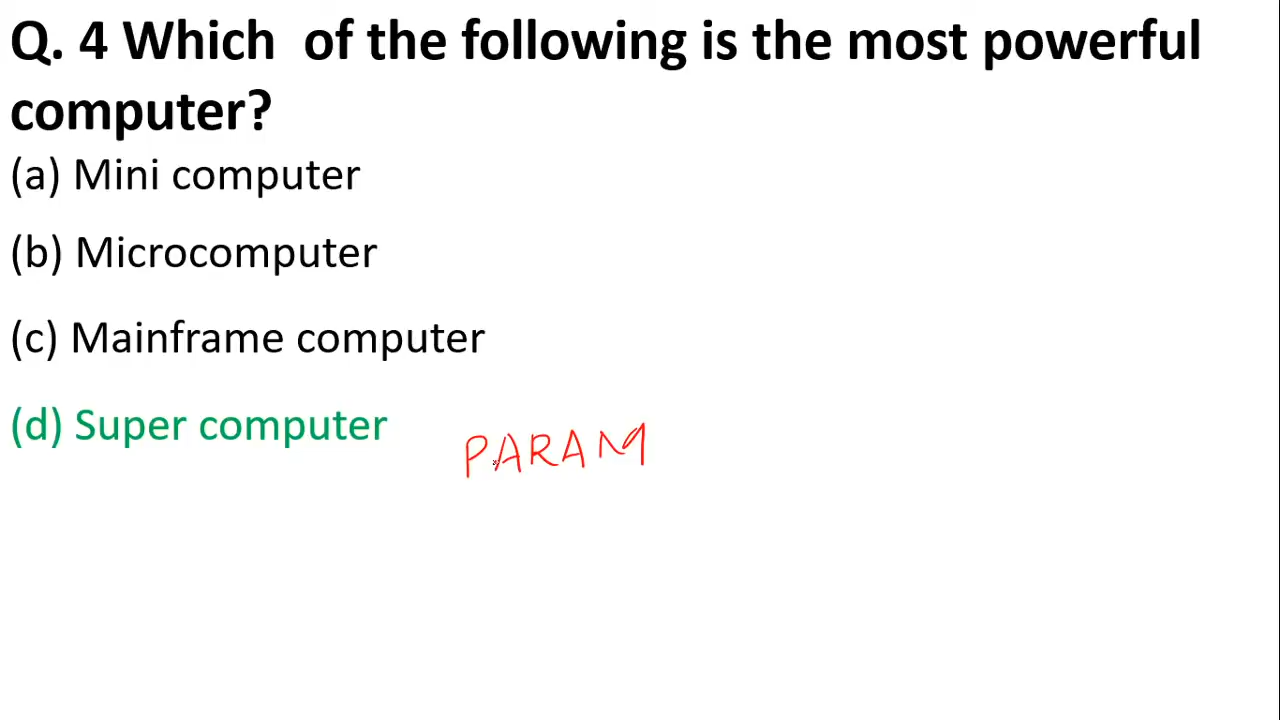 Q. 4 Which of the following is the most powerful
computer?
(a) Mini computer
(b) Microcomputer
(c) Mainframe computer
(d) Super computer
PARAM